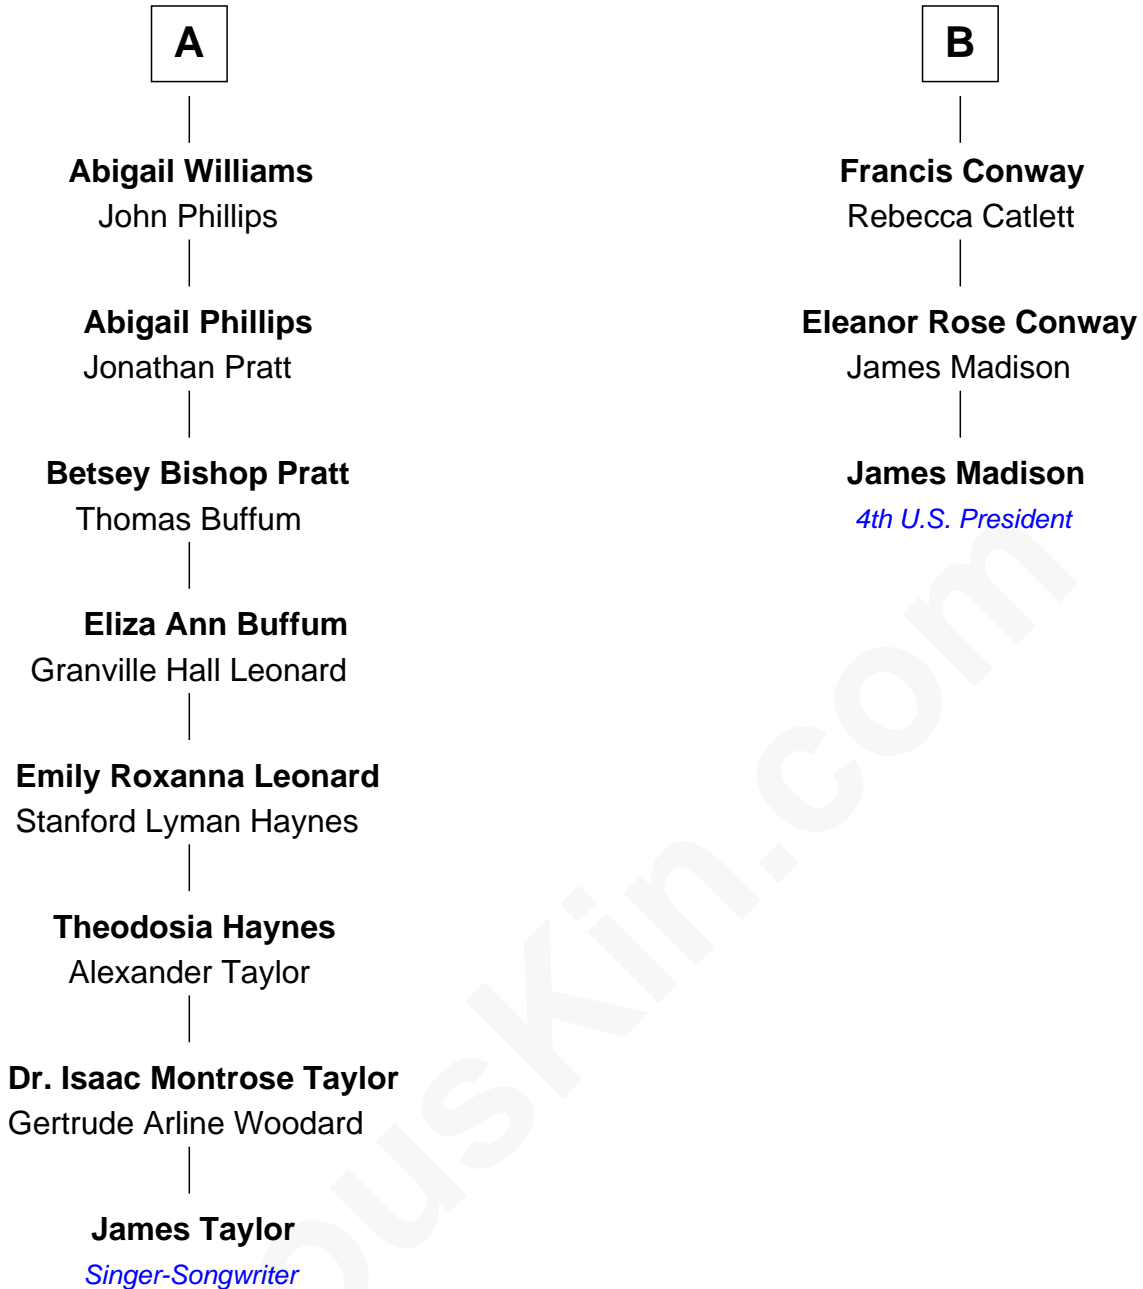 A
Abigail Williams
John Phillips
Abigail Phillips
Jonathan Pratt
Betsey Bishop Pratt
Thomas Buffum
Eliza Ann Buffum
Granville Hall Leonard
Emily Roxanna Leonard
Stanford Lyman Haynes
Theodosia Haynes
Alexander Taylor
Dr. Isaac Montrose Taylor
Gertrude Arline Woodard
James Taylor
Singer-Songwriter
B
Francis Conway
Rebecca Catlett
Eleanor Rose Conway
James Madison
James Madison
4th U.S. President
ousKin.com